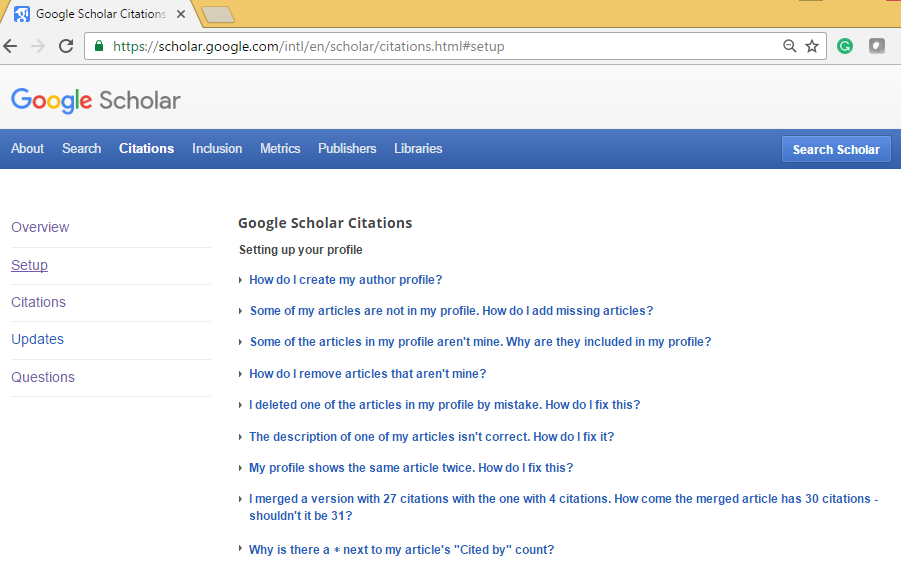 Google Scholar Citations
https://scholar.google.com/intl/en/scholar/citations.html#setup
Google Scholar
About Search Citations Inclusion Metrics Publishers Libraries Search Scholar
Overview
Setup
Citations
Updates
Questions
Google Scholar Citations
Setting up your profile
How do I create my author profile?
Some of my articles are not in my profile. How do I add missing articles?
Some of the articles in my profile aren't mine. Why are they included in my profile?
How do I remove articles that aren't mine?
I deleted one of the articles in my profile by mistake. How do I fix this?
The description of one of my articles isn't correct. How do I fix it?
My profile shows the same article twice. How do I fix this?
I merged a version with 27 citations with the one with 4 citations. How come the merged article has 30 citations -
shouldn't it be 31?
Why is there a * next to my article's "Cited by" count?